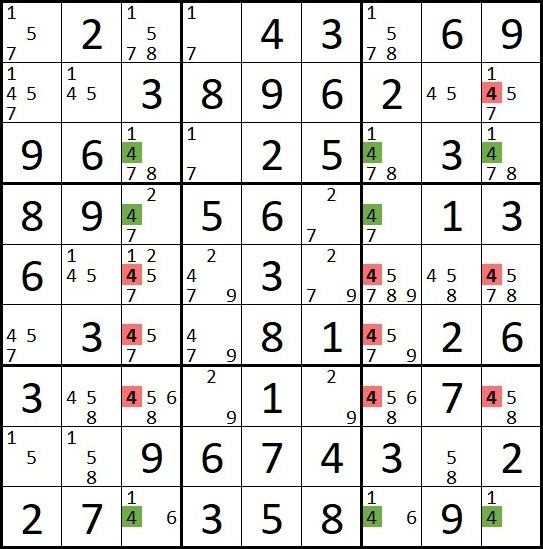 1 1 1 1
5 2 5 4 3 5 6 9
7 7 8 7 7 8
1 1 1
4 5 4 5 3 8 9 6 2 4 5 4 5
7 7
1 1 1 1
9 6 4 2 5 4 3 4
7 8 7 7 8 7 8
2 2
8 9 4 5 6 4 1 3
7 7 7
1 1 2 2 2
6 4 5 4 5 4 3 4 5 4 5 4 5
7 7 9 7 9 7 8 9 8 7 8
4 5 3 4 5 4 8 1 4 5 2 6
7 7 7 9 7 9
2 2
3 4 5 4 5 6 1 4 5 6 7 4 5
8 8 9 9 8 8
1 1
5 5 9 6 7 4 3 5 2
8 8
1 1 1
2 7 4 6 3 5 8 4 6 9 4